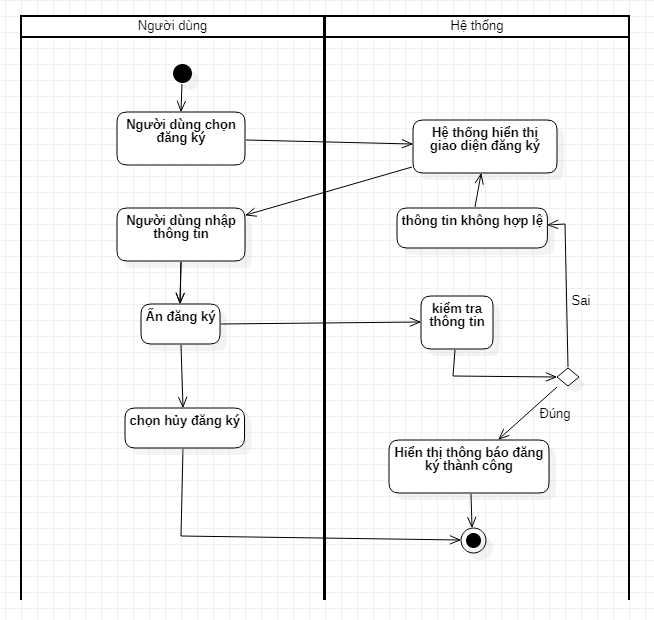 Người dùng
Hệ thống
Người dùng chọn
đăng ký
Hệ thống hiển thị
giao diện đăng ký
Người dùng nhập
thông tin
thông tin không hợp lệ
Ấn đăng ký
kiểm tra
thông tin
Sai
chọn hủy đăng ký
Đúng
Hiển thị thông báo đăng
ký thành công